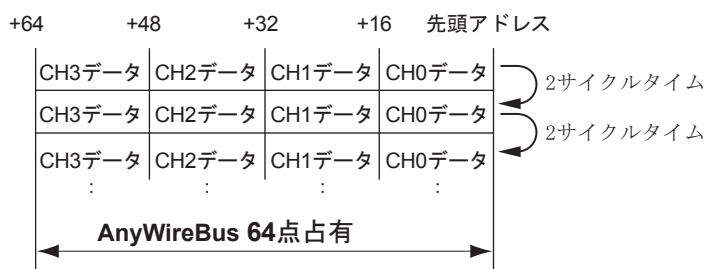 +64 +48 +32 +16 先頭アドレス
CH3データ CH2データ CH1データ CH0データ
2サイクルタイム
CH3データ CH2データ CH1データ CH0データ
2サイクルタイム
CH3データ CH2データ CH1データ CH0データ
: : : :
AnyWireBus 64点占有